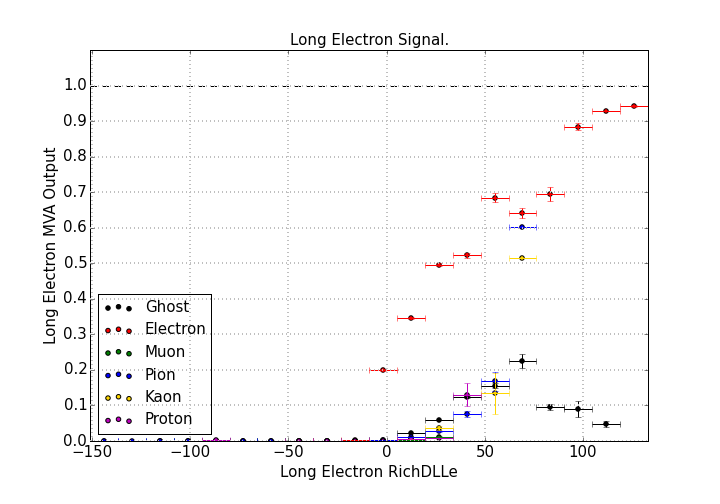 Long Electron Signal.
Long Electron MVA Output
1.0
0.9
0.8
0.7
0.6
0.5
0.4
0.3
0.2
0.1
0.0
Ghost
Electron
Muon
Pion
Kaon
Proton
−150 −100 −50 0 50 100
Long Electron RichDLLe